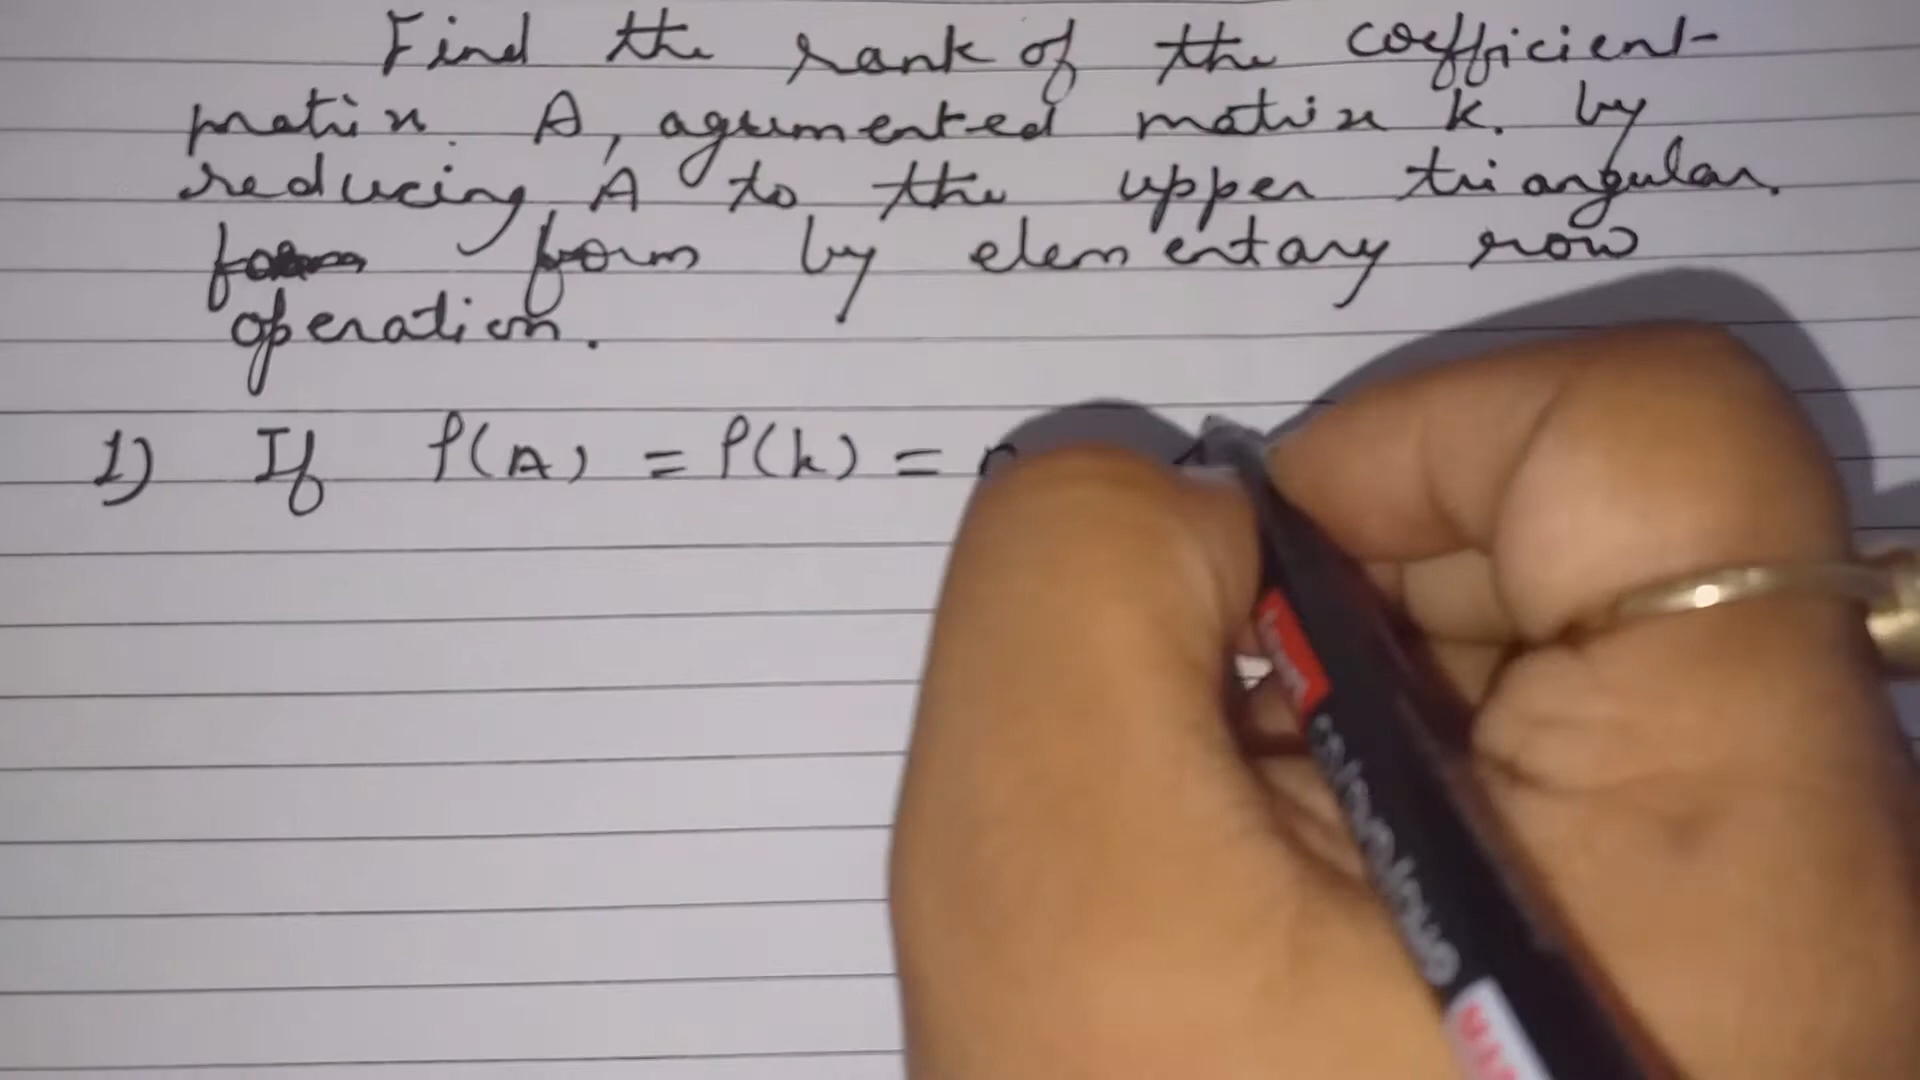 Find the rank of the coefficient
matrix A, agumented matrix k. by
reducing A to the upper triangular.
form by elementary row
operation.
1) If ρ(A) = ρ(k) =